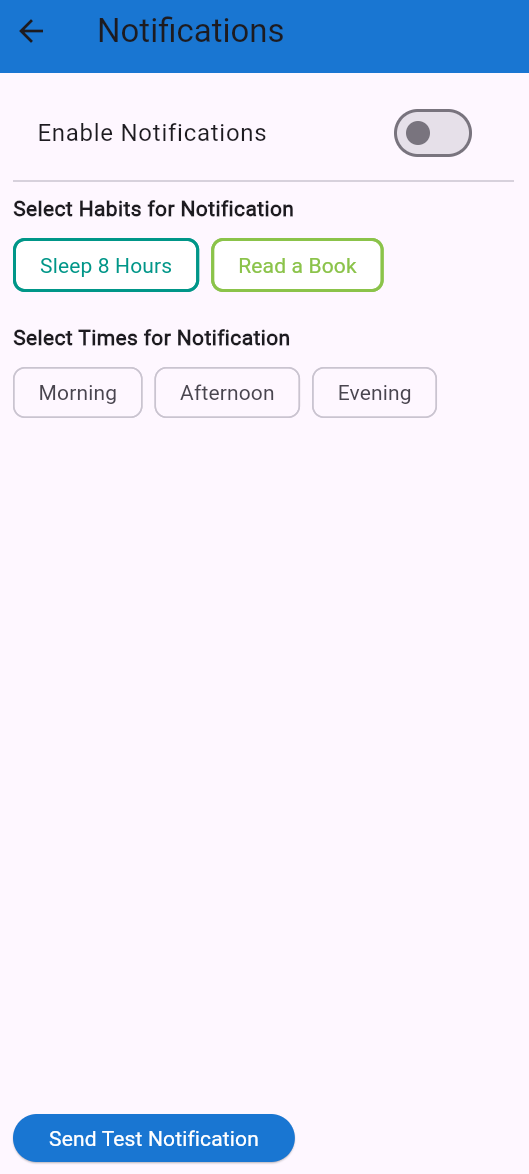 Notifications
Enable Notifications
Select Habits for Notification
Sleep 8 Hours Read a Book
Select Times for Notification
Morning Afternoon Evening
Send Test Notification